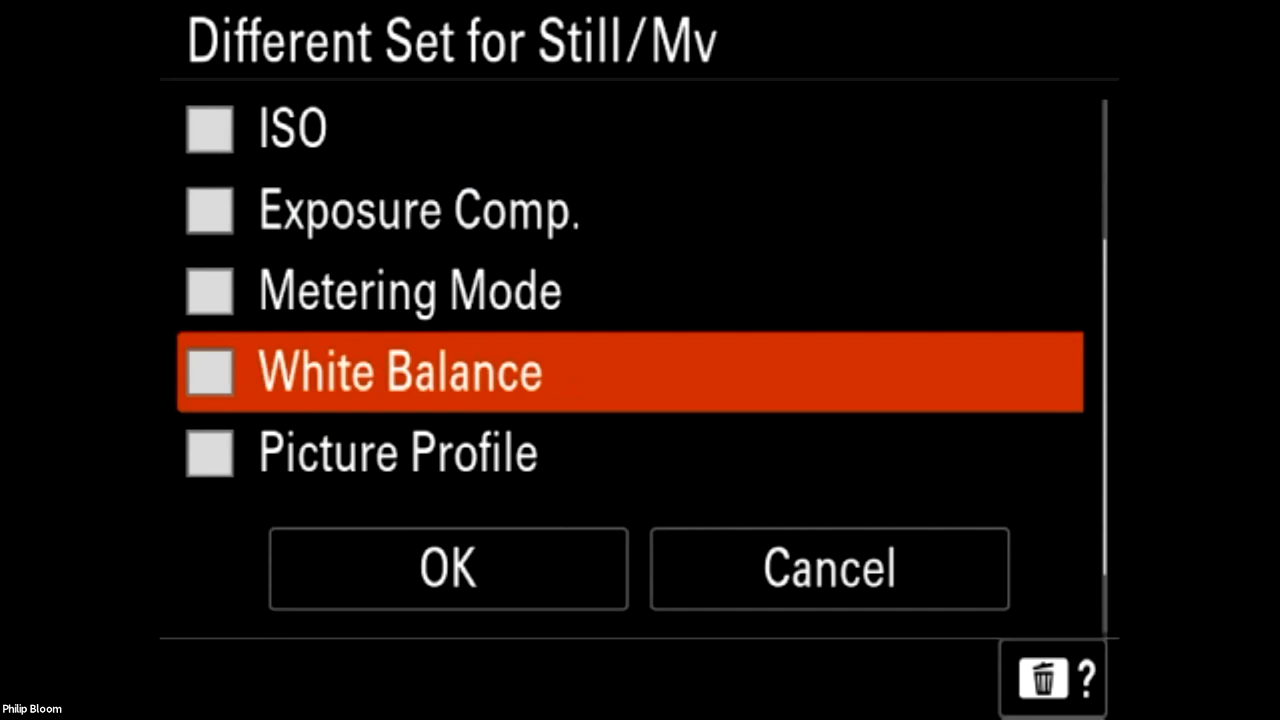 Different Set for Still/Mv
ISO
Exposure Comp.
Metering Mode
White Balance
Picture Profile
OK
Cancel
?
Philip Bloom